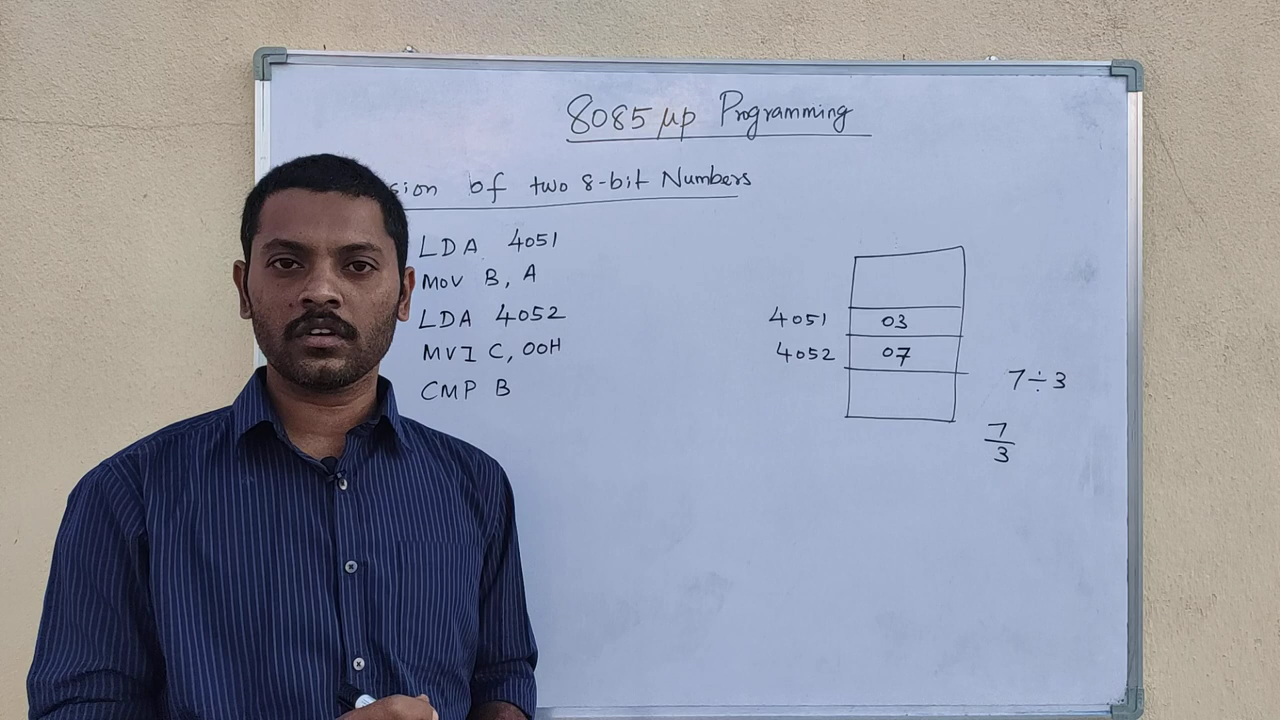 8085 µp Programming
sion of two 8-bit Numbers
LDA 4051
MOV B, A
LDA 4052
MVI C, 00H
CMP B
4051 03
4052 07
7÷3
7
3